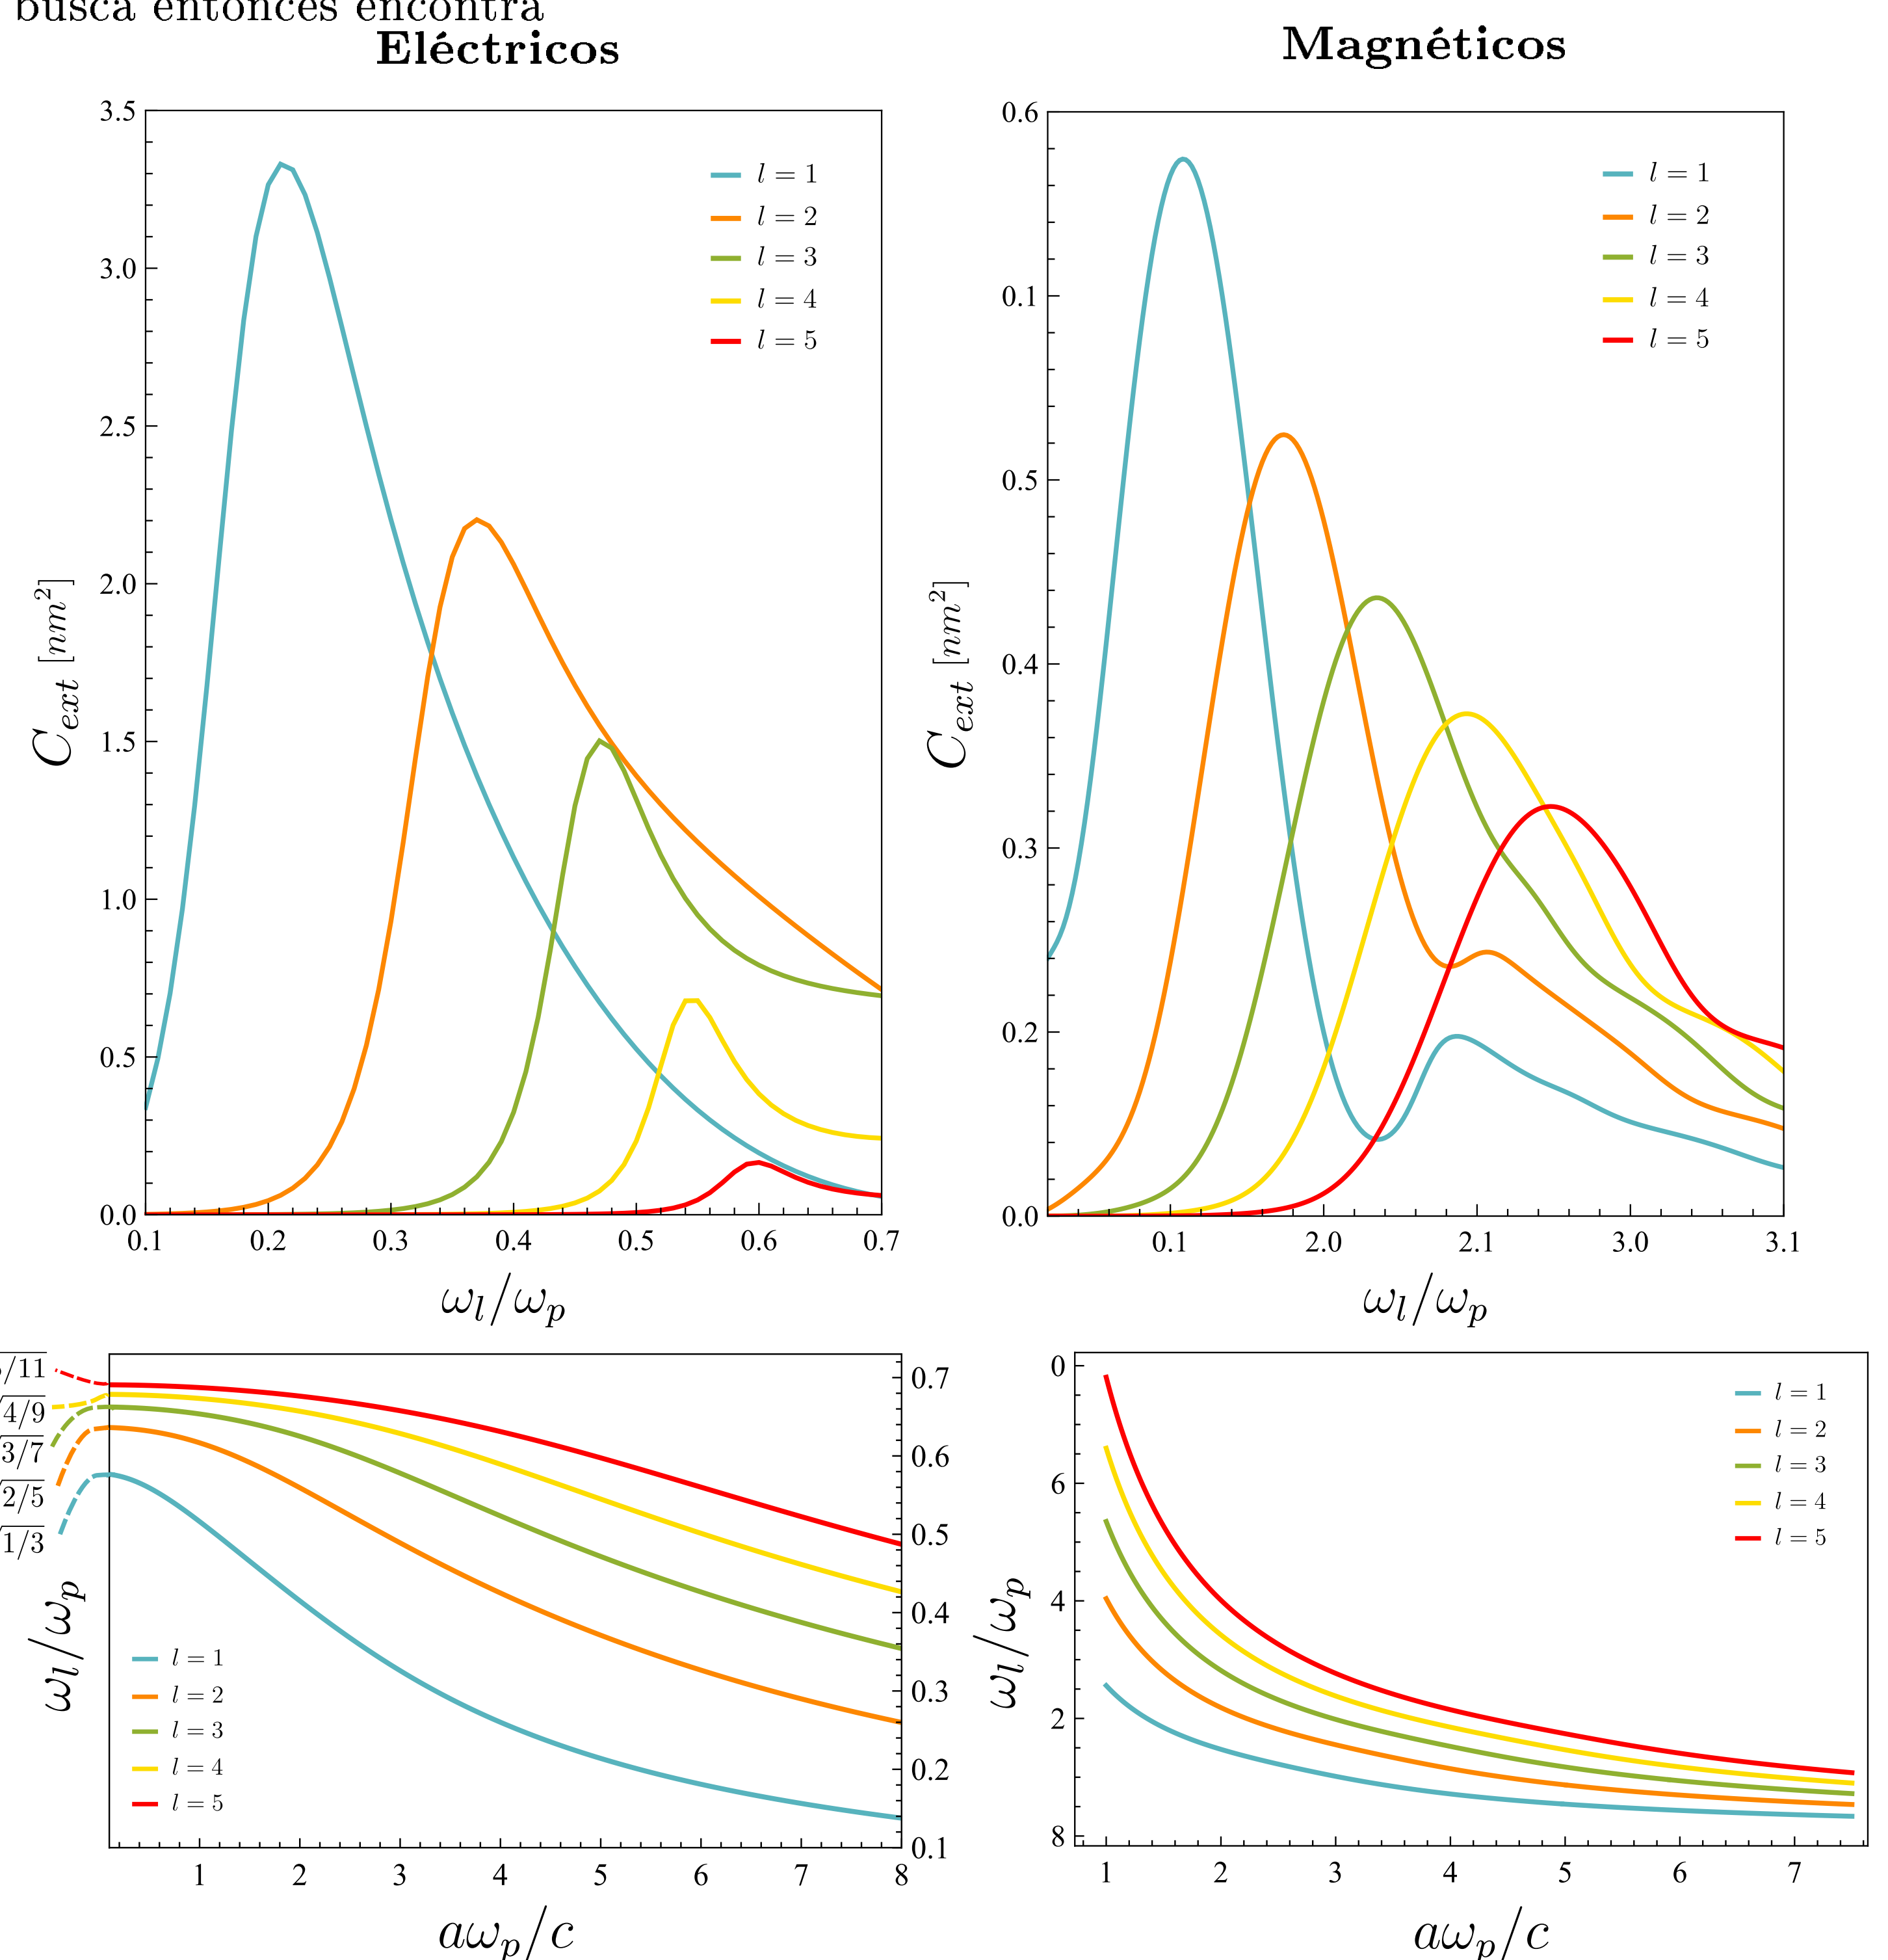 busca entonces encontra
Eléctricos
3.5
3.0
2.5
2.0
1.5
1.0
0.5
0.0
0.1 0.2 0.3 0.4 0.5 0.6 0.7
C_ext [nm²]
ω_l/ω_p
l = 1
l = 2
l = 3
l = 4
l = 5
Magnéticos
0.6
0.1
0.5
0.4
0.3
0.2
0.0
0.1 2.0 2.1 3.0 3.1
C_ext [nm²]
ω_l/ω_p
l = 1
l = 2
l = 3
l = 4
l = 5
/11
4/9
3/7
2/5
1/3
ω_l/ω_p
l = 1
l = 2
l = 3
l = 4
l = 5
0.7
0.6
0.5
0.4
0.3
0.2
0.1
1 2 3 4 5 6 7 8
aω_p/c
0
6
4
2
8
ω_l/ω_p
l = 1
l = 2
l = 3
l = 4
l = 5
1 2 3 4 5 6 7
aω_p/c